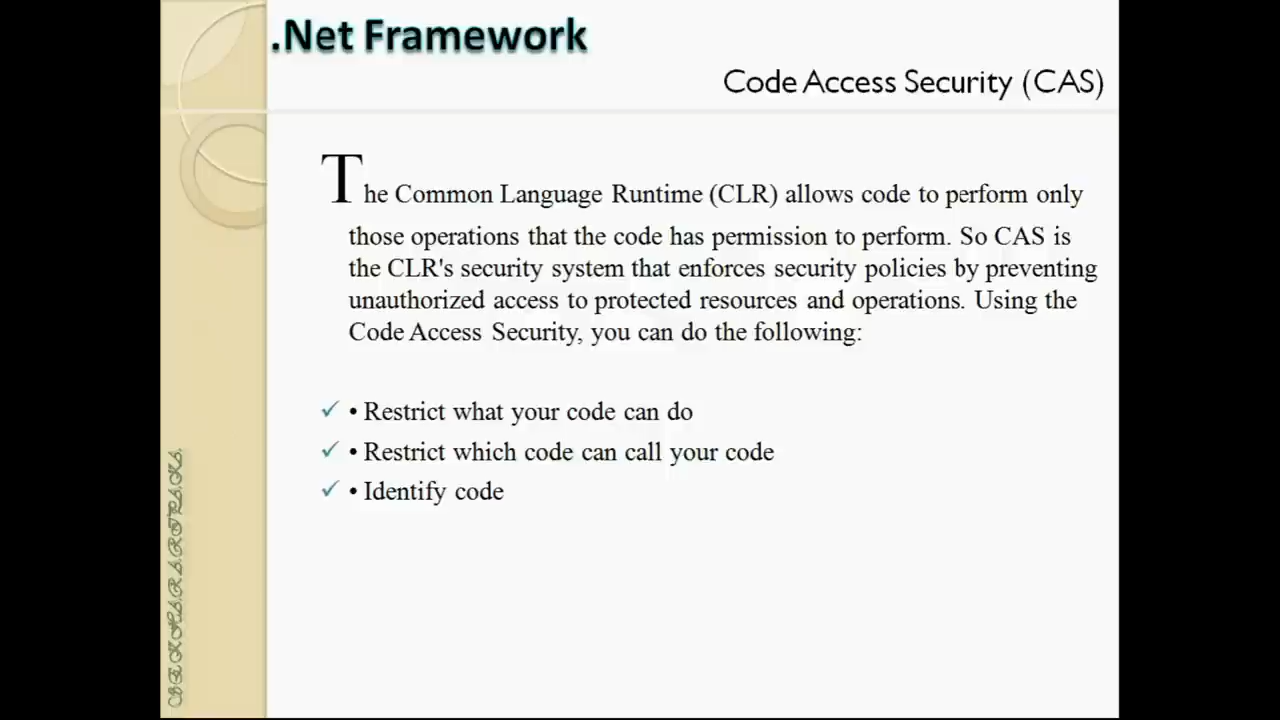 .Net Framework
Code Access Security (CAS)
The Common Language Runtime (CLR) allows code to perform only
those operations that the code has permission to perform. So CAS is
the CLR's security system that enforces security policies by preventing
unauthorized access to protected resources and operations. Using the
Code Access Security, you can do the following:
✓ • Restrict what your code can do
✓ • Restrict which code can call your code
✓ • Identify code